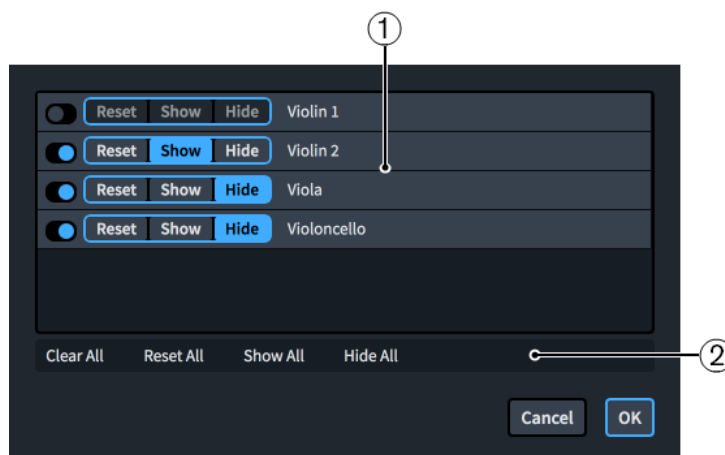 ①
Reset Show Hide Violin 1
Reset Show Hide Violin 2
Reset Show Hide Viola
Reset Show Hide Violoncello
Clear All Reset All Show All Hide All
②
Cancel OK